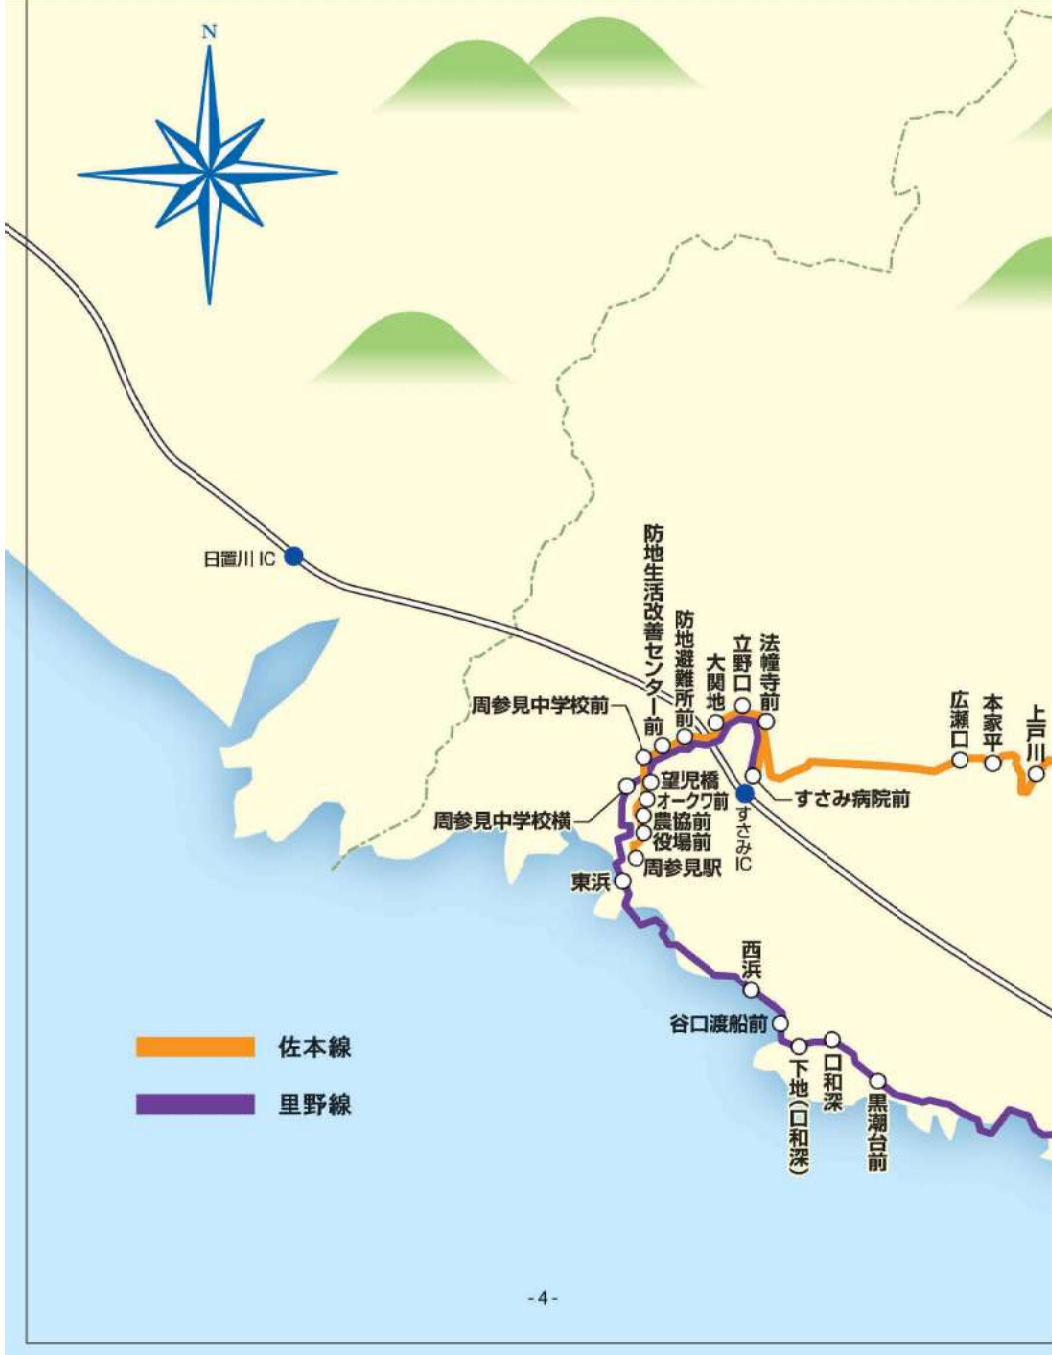 N
日置川 IC
防地生活改善センター前
防地避難所前
大関地
立野口
法幢寺前
周参見中学校前
広瀬口
本家平
上戸川
望児橋
オークワ前
農協前
役場前
周参見駅
周参見中学校横
すさみIC
すさみ病院前
東浜
西浜
谷口渡船前
下地(口和深)
口和深
黒潮台前
佐本線
里野線
-4-